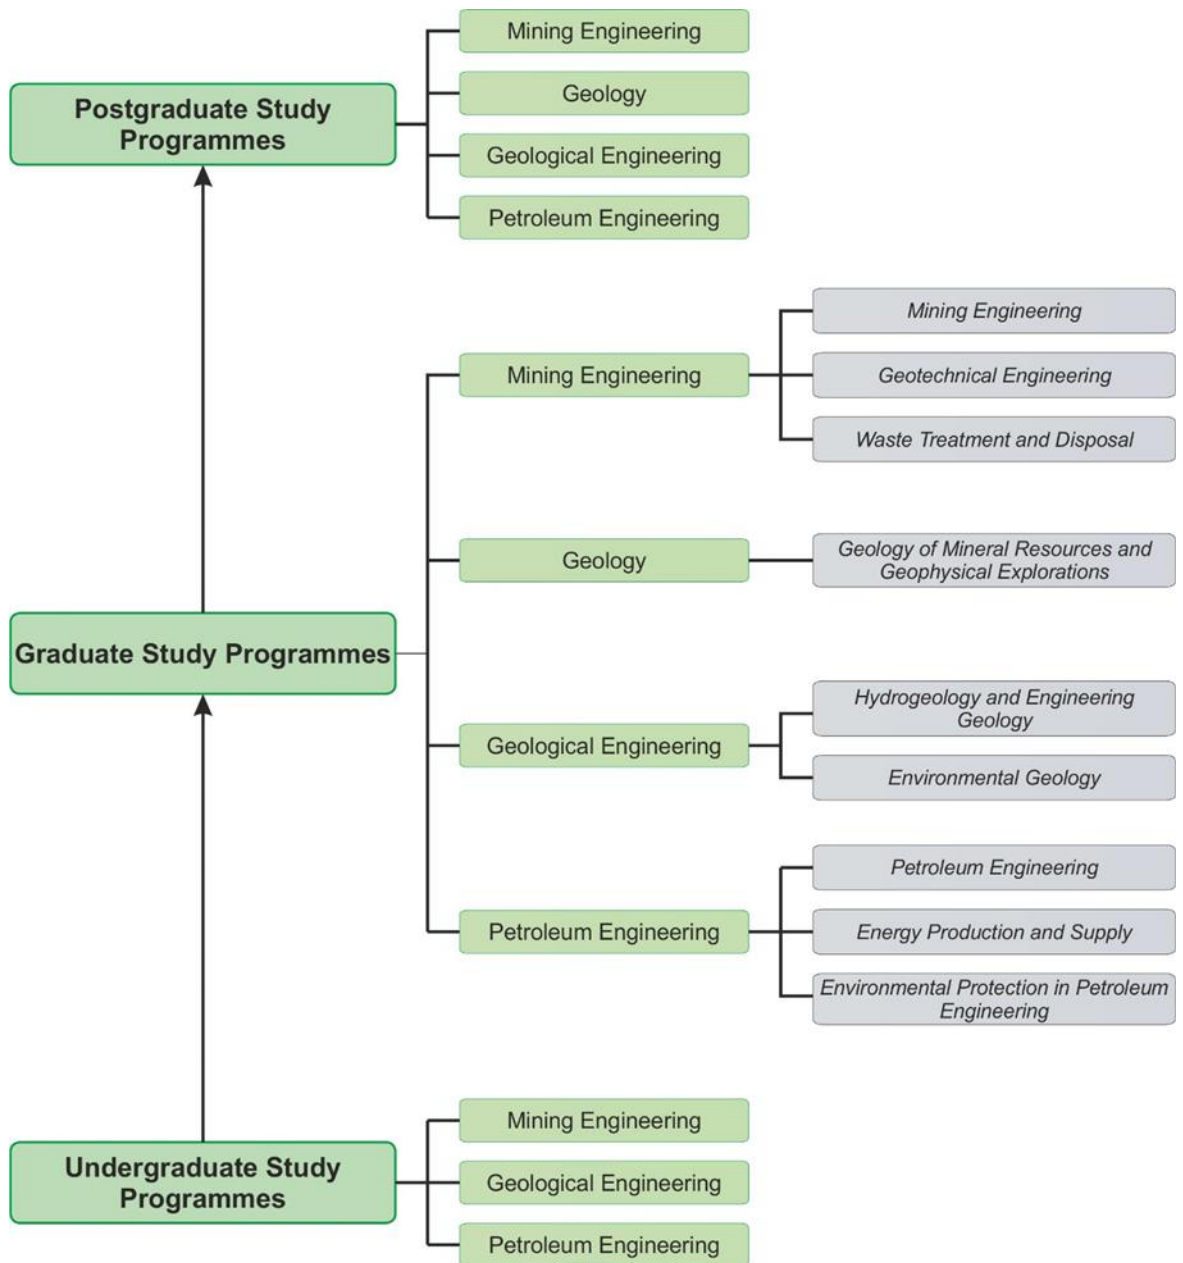 Mining Engineering
Geology
Postgraduate Study
Programmes
Geological Engineering
Petroleum Engineering
Mining Engineering
Mining Engineering
Geotechnical Engineering
Waste Treatment and Disposal
Geology
Geology of Mineral Resources and
Geophysical Explorations
Graduate Study Programmes
Geological Engineering
Hydrogeology and Engineering
Geology
Environmental Geology
Petroleum Engineering
Petroleum Engineering
Energy Production and Supply
Environmental Protection in Petroleum
Engineering
Undergraduate Study
Programmes
Mining Engineering
Geological Engineering
Petroleum Engineering